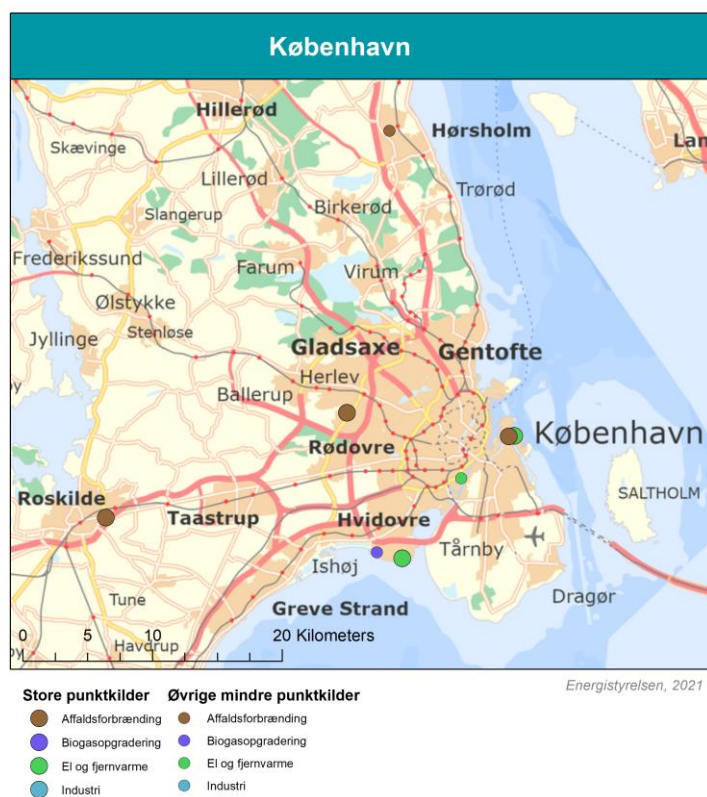 København
Hillerød
Hørsholm
Lan
Skævinge
Lillerød
Trørød
Birkerød
Slangerup
Frederikssund
Farum
Virum
Ølstykke
Stenløse
Jyllinge
Gladsaxe
Gentofte
Herlev
Ballerup
København
Rødovre
Roskilde
SALTHOLM
Taastrup
Hvidovre
Tårnby
Ishøj
Dragør
Tune
Greve Strand
0 5 10 20 Kilometers
Havdrup
Energistyrelsen, 2021
Store punktkilder Øvrige mindre punktkilder
Affaldsforbrænding Affaldsforbrænding
Biogasopgradering Biogasopgradering
El og fjernvarme El og fjernvarme
Industri Industri